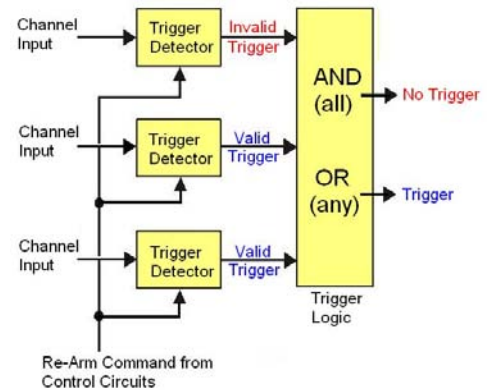 Channel
Input
Trigger
Detector
Invalid
Trigger
AND
(all)
No Trigger
Channel
Input
Trigger
Detector
Valid
Trigger
OR
(any)
Trigger
Channel
Input
Trigger
Detector
Valid
Trigger
Trigger
Logic
Re-Arm Command from
Control Circuits